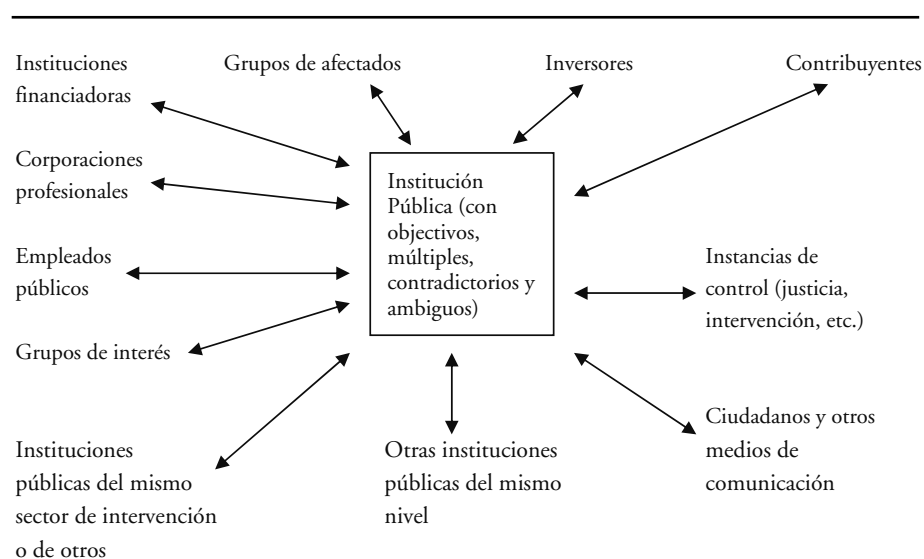 Instituciones
financiadoras
Grupos de afectados
Inversores
Contribuyentes
Corporaciones
profesionales
Institución
Pública (con
objectivos,
múltiples,
contradictorios y
ambiguos)
Empleados
públicos
Instancias de
control (justicia,
intervención, etc.)
Grupos de interés
Instituciones
públicas del mismo
sector de intervención
o de otros
Otras instituciones
públicas del mismo
nivel
Ciudadanos y otros
medios de
comunicación